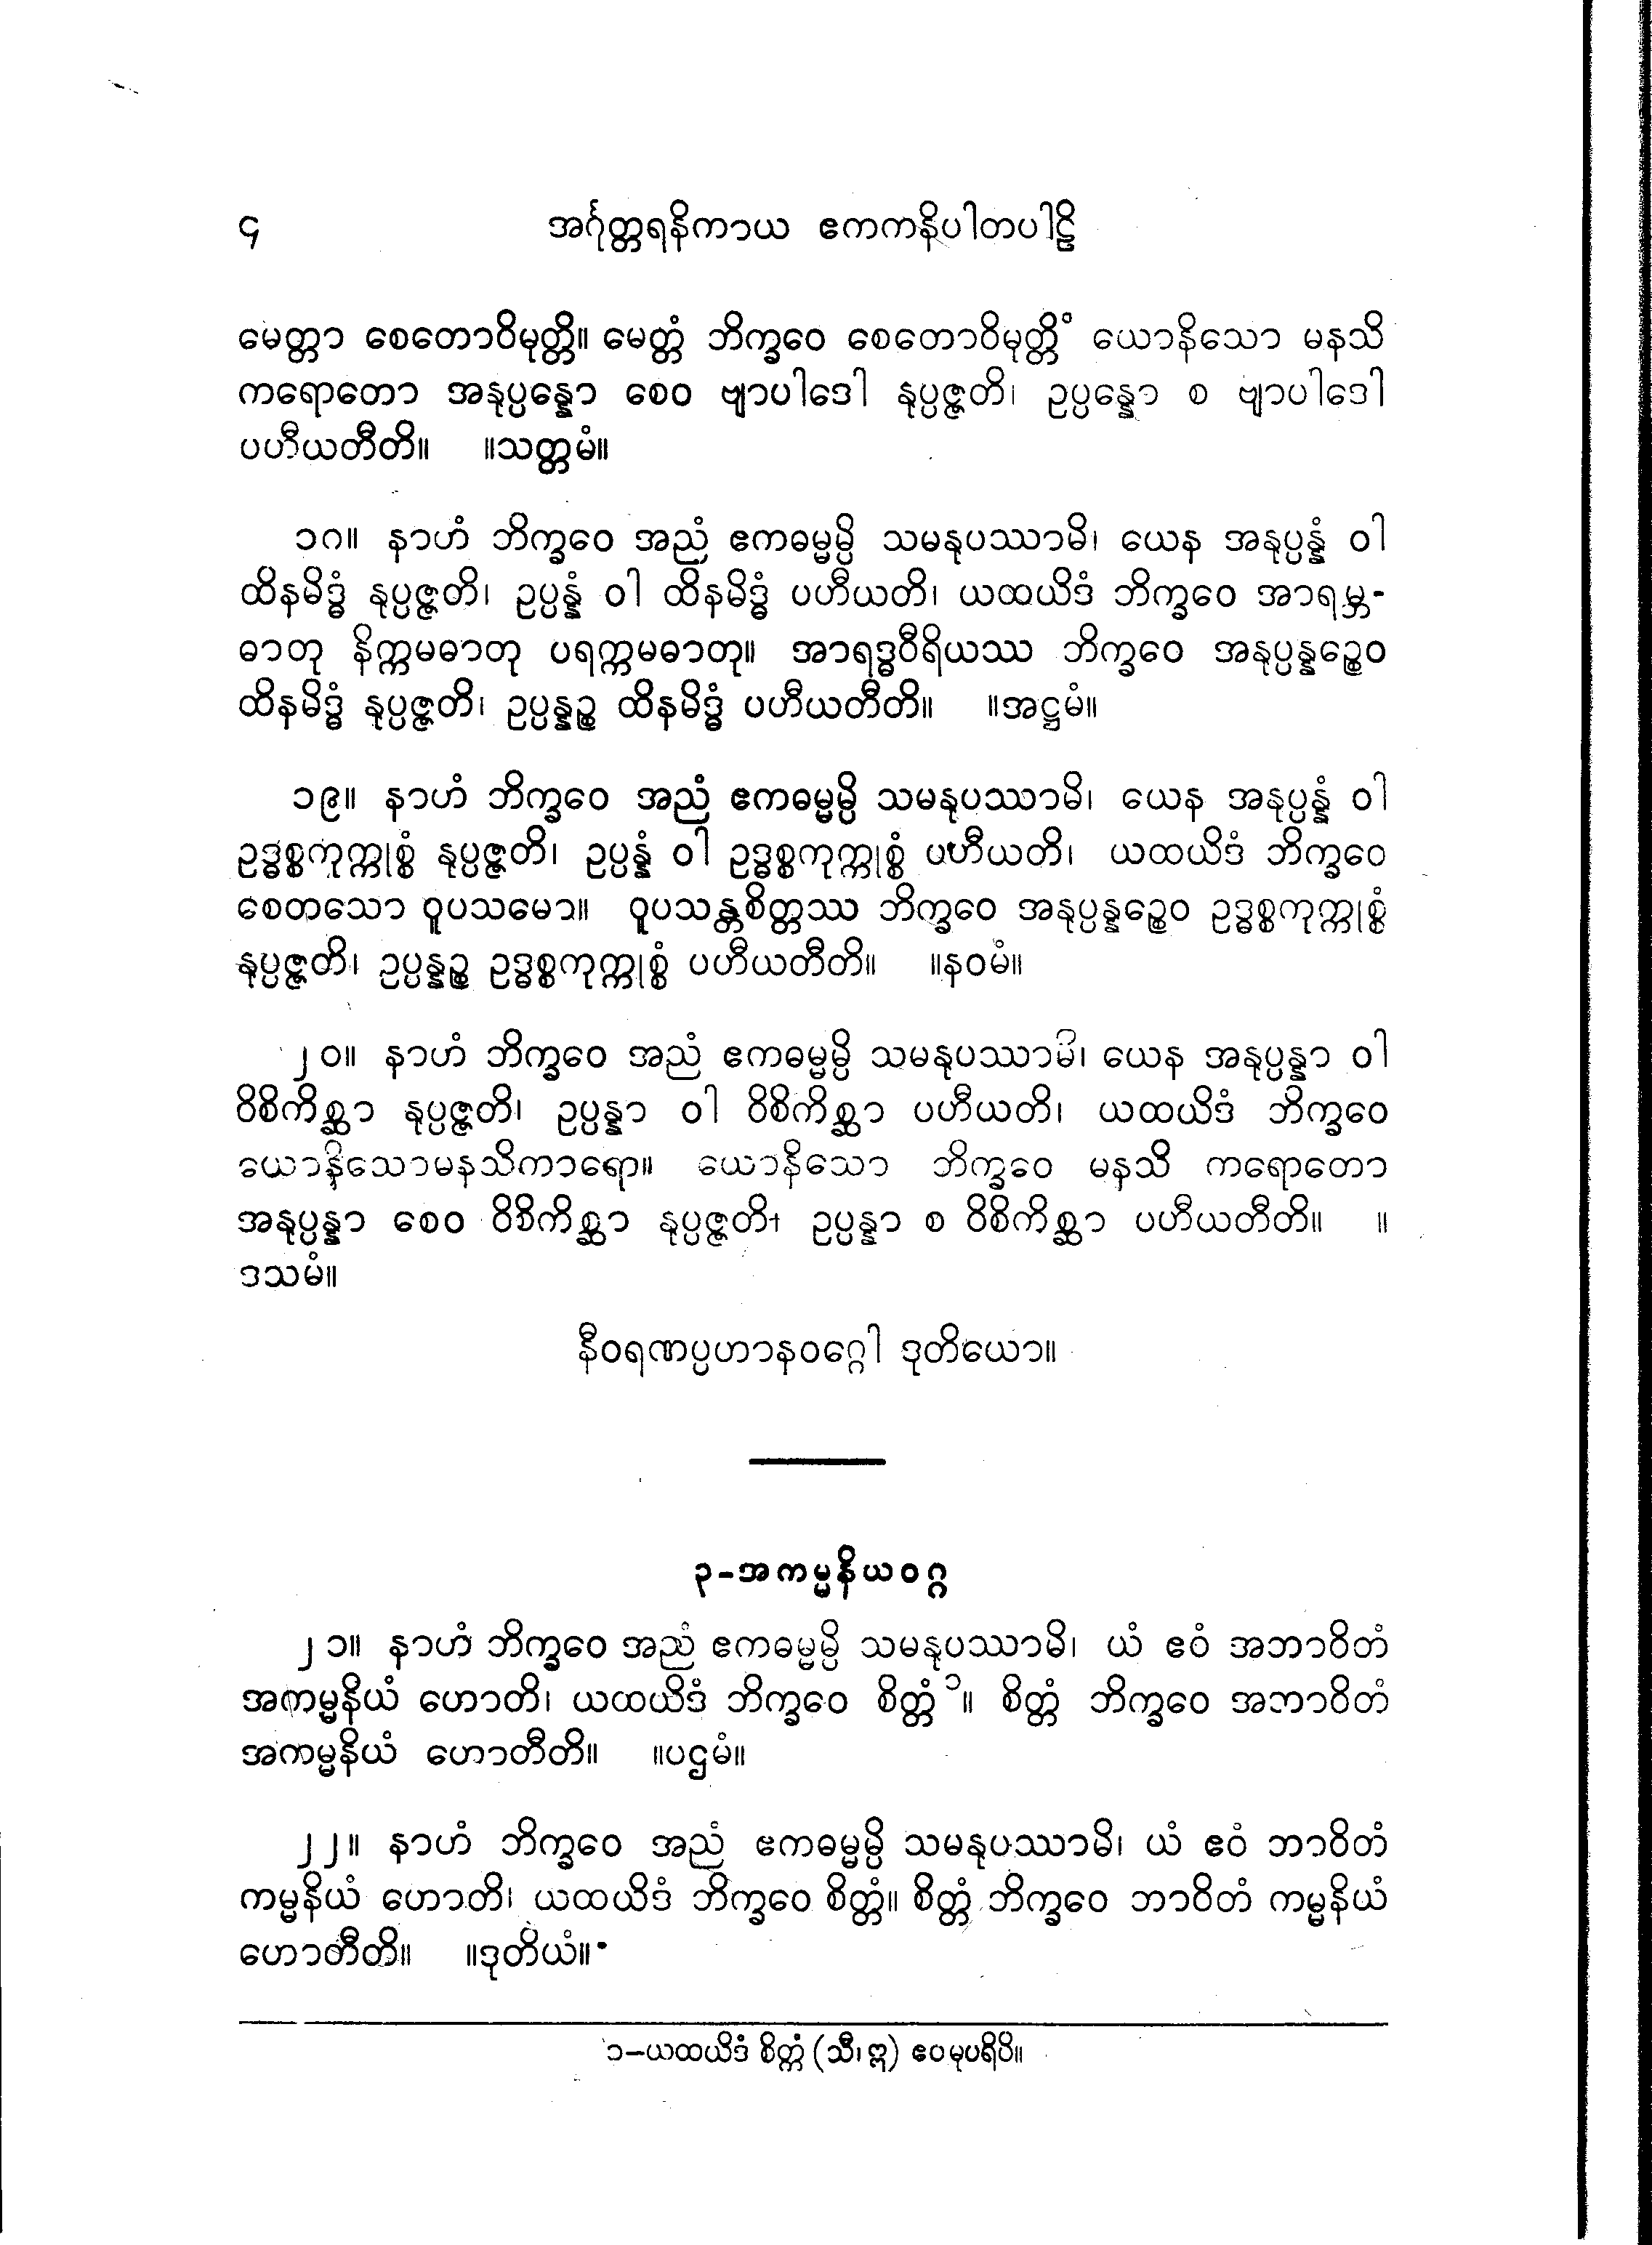 ၄ အင်္ဂုတ္တရနိကာယ ဧကကနိပါတပါဠိ
မေတ္တာ စေတောဝိမုတ္တိ။ မေတ္တံ ဘိက္ခဝေ စေတောဝိမုတ္တိံ ယောနိသော မနသိ
ကရောတော အနုပ္ပန္နော စေဝ ဗျာပါဒေါ နုပ္ပဇ္ဇတိ၊ ဥပ္ပန္နော စ ဗျာပါဒေါ
ပဟီယတီတိ။ ။သတ္တမံ။
၁၈။ နာဟံ ဘိက္ခဝေ အညံ ဧကဓမ္မမ္ပိ သမနုပဿာမိ၊ ယေန အနုပ္ပန္နံ ဝါ
ထိနမိဒ္ဓံ နုပ္ပဇ္ဇတိ၊ ဥပ္ပန္နံ ဝါ ထိနမိဒ္ဓံ ပဟီယတိ၊ ယထယိဒံ ဘိက္ခဝေ အာရမ္ဘ-
ဓာတု နိက္ကမဓာတု ပရက္ကမဓာတု။ အာရဒ္ဓဝီရိယဿ ဘိက္ခဝေ အနုပ္ပန္နဉ္စေဝ
ထိနမိဒ္ဓံ နုပ္ပဇ္ဇတိ၊ ဥပ္ပန္နဉ္စ ထိနမိဒ္ဓံ ပဟီယတီတိ။ ။အဋ္ဌမံ။
၁၉။ နာဟံ ဘိက္ခဝေ အညံ ဧကဓမ္မမ္ပိ သမနုပဿာမိ၊ ယေန အနုပ္ပန္နံ ဝါ
ဥဒ္ဓစ္စကုက္ကုစ္စံ နုပ္ပဇ္ဇတိ၊ ဥပ္ပန္နံ ဝါ ဥဒ္ဓစ္စကုက္ကုစ္စံ ပဟီယတိ၊ ယထယိဒံ ဘိက္ခဝေ
စေတသော ဝူပသမော။ ဝူပသန္တစိတ္တဿ ဘိက္ခဝေ အနုပ္ပန္နဉ္စေဝ ဥဒ္ဓစ္စကုက္ကုစ္စံ
နုပ္ပဇ္ဇတိ၊ ဥပ္ပန္နဉ္စ ဥဒ္ဓစ္စကုက္ကုစ္စံ ပဟီယတီတိ။ ။နဝမံ။
၂၀။ နာဟံ ဘိက္ခဝေ အညံ ဧကဓမ္မမ္ပိ သမနုပဿာမိ၊ ယေန အနုပ္ပန္နာ ဝါ
ဝိစိကိစ္ဆာ နုပ္ပဇ္ဇတိ၊ ဥပ္ပန္နာ ဝါ ဝိစိကိစ္ဆာ ပဟီယတိ၊ ယထယိဒံ ဘိက္ခဝေ
ယောနိသောမနသိကာရော။ ယောနိသော ဘိက္ခဝေ မနသိ ကရောတော
အနုပ္ပန္နာ စေဝ ဝိစိကိစ္ဆာ နုပ္ပဇ္ဇတိ၊ ဥပ္ပန္နာ စ ဝိစိကိစ္ဆာ ပဟီယတီတိ။ ။
ဒသမံ။
နီဝရဏပ္ပဟာနဝဂ္ဂေါ ဒုတိယော။
၃-အကမ္မနိယဝဂ္ဂ
၂၁။ နာဟံ ဘိက္ခဝေ အညံ ဧကဓမ္မမ္ပိ သမနုပဿာမိ၊ ယံ ဧဝံ အဘာဝိတံ
အကမ္မနိယံ ဟောတိ၊ ယထယိဒံ ဘိက္ခဝေ စိတ္တံ ၁။ စိတ္တံ ဘိက္ခဝေ အဘာဝိတံ
အကမ္မနိယံ ဟောတီတိ။ ။ပဌမံ။
၂၂။ နာဟံ ဘိက္ခဝေ အညံ ဧကဓမ္မမ္ပိ သမနုပဿာမိ၊ ယံ ဧဝံ ဘာဝိတံ
ကမ္မနိယံ ဟောတိ၊ ယထယိဒံ ဘိက္ခဝေ စိတ္တံ။ စိတ္တံ ဘိက္ခဝေ ဘာဝိတံ ကမ္မနိယံ
ဟောတီတိ။ ။ဒုတိယံ။
၁-ယထယိဒံ စိတ္တံ (သီ၊ ဣ) ဧဝမုပရိပိ။